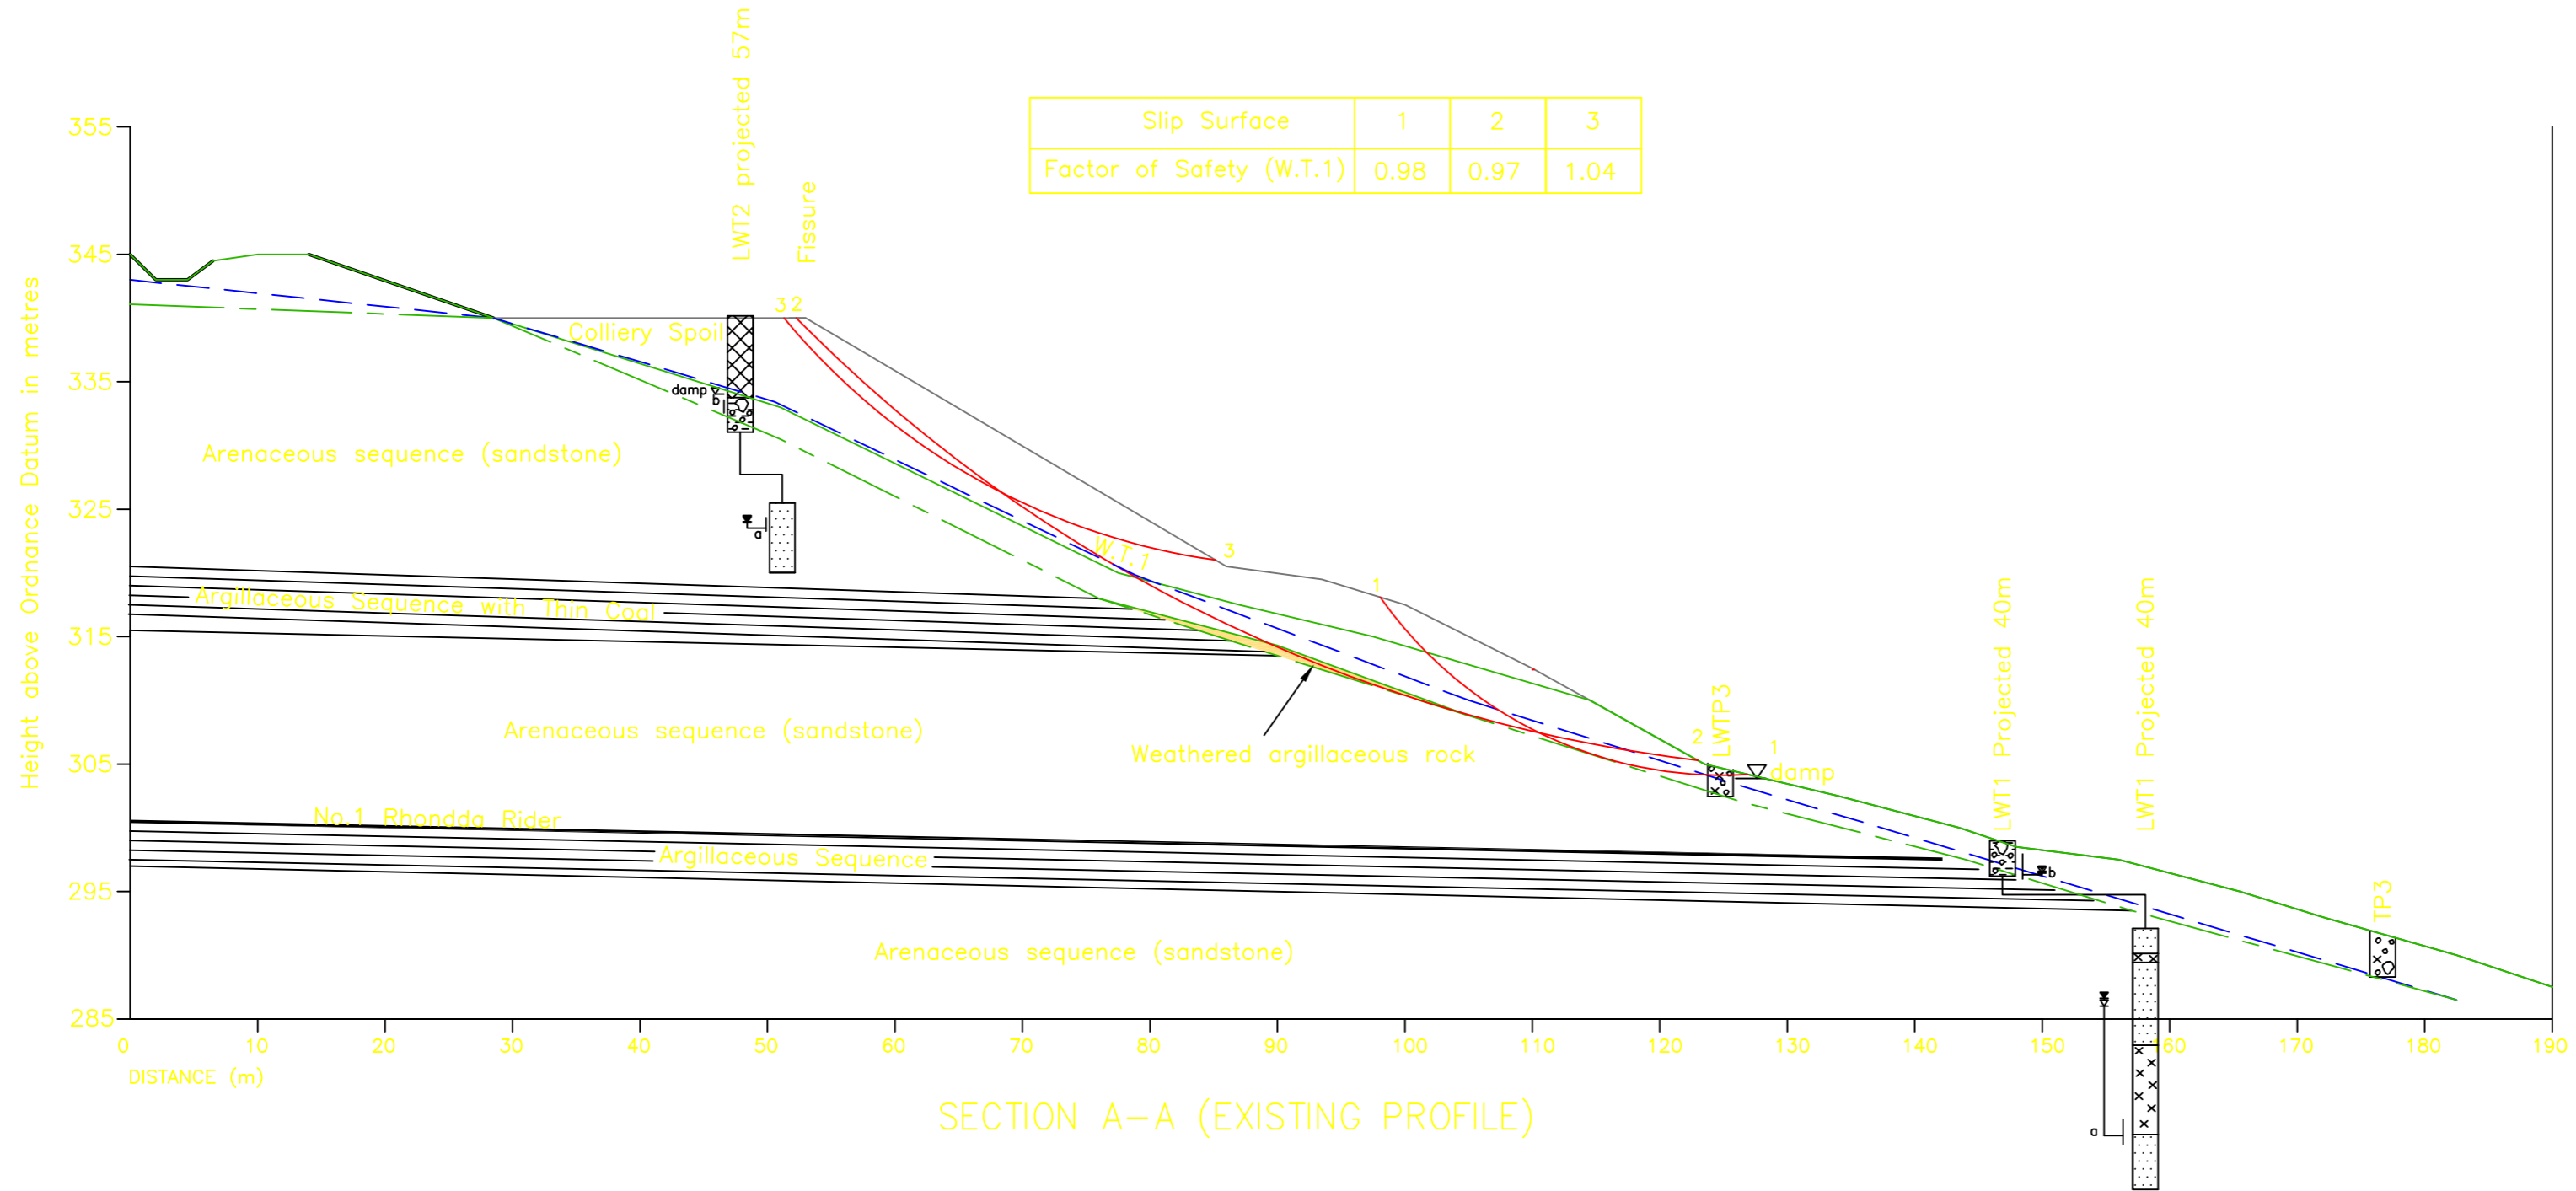 LWT2 projected 57m
Fissure
Slip Surface 1 2 3
Factor of Safety (W.T.1) 0.98 0.97 1.04
Height above Ordnance Datum in metres
355
345
335
325
315
305
295
285
3 2
Colliery Spoil
damp
b
Arenaceous sequence (sandstone)
a
W.T.1
3
1
Argillaceous Sequence with Thin Coal
Arenaceous sequence (sandstone)
Weathered argillaceous rock
2
LWTP3
1
damp
LWT1 Projected 40m
LWT1 Projected 40m
No.1 Rhondda Rider
Argillaceous Sequence
b
TP3
Arenaceous sequence (sandstone)
a
0 10 20 30 40 50 60 70 80 90 100 110 120 130 140 150 160 170 180 190
DISTANCE (m)
SECTION A-A (EXISTING PROFILE)